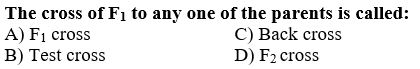 The cross of F₁ to any one of the parents is called:
A) F₁ cross C) Back cross
B) Test cross D) F₂ cross